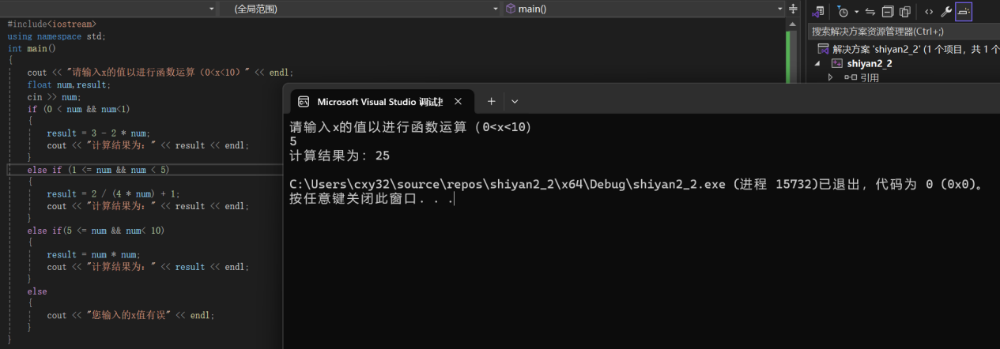 (全局范围)
main()
#include<iostream>
using namespace std;
int main()
{
cout << "请输入x的值以进行函数运算（0<x<10）" << endl;
float num,result;
cin >> num;
if (0 < num && num<1)
{
result = 3 - 2 * num;
cout << "计算结果为：" << result << endl;
}
else if (1 <= num && num < 5)
{
result = 2 / (4 * num) + 1;
cout << "计算结果为：" << result << endl;
}
else if(5 <= num && num< 10)
{
result = num * num;
cout << "计算结果为：" << result << endl;
}
else
{
cout << "您输入的x值有误" << endl;
}
}
Microsoft Visual Studio 调试
请输入x的值以进行函数运算（0<x<10）
5
计算结果为：25
C:\Users\cxy32\source\repos\shiyan2_2\x64\Debug\shiyan2_2.exe (进程 15732)已退出，代码为 0 (0x0)。
按任意键关闭此窗口. . .
搜索解决方案资源管理器(Ctrl+;)
解决方案 'shiyan2_2' (1 个项目，共 1 个
shiyan2_2
引用